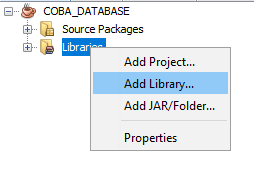 COBA_DATABASE
Source Packages
Libraries
Add Project...
Add Library...
Add JAR/Folder...
Properties